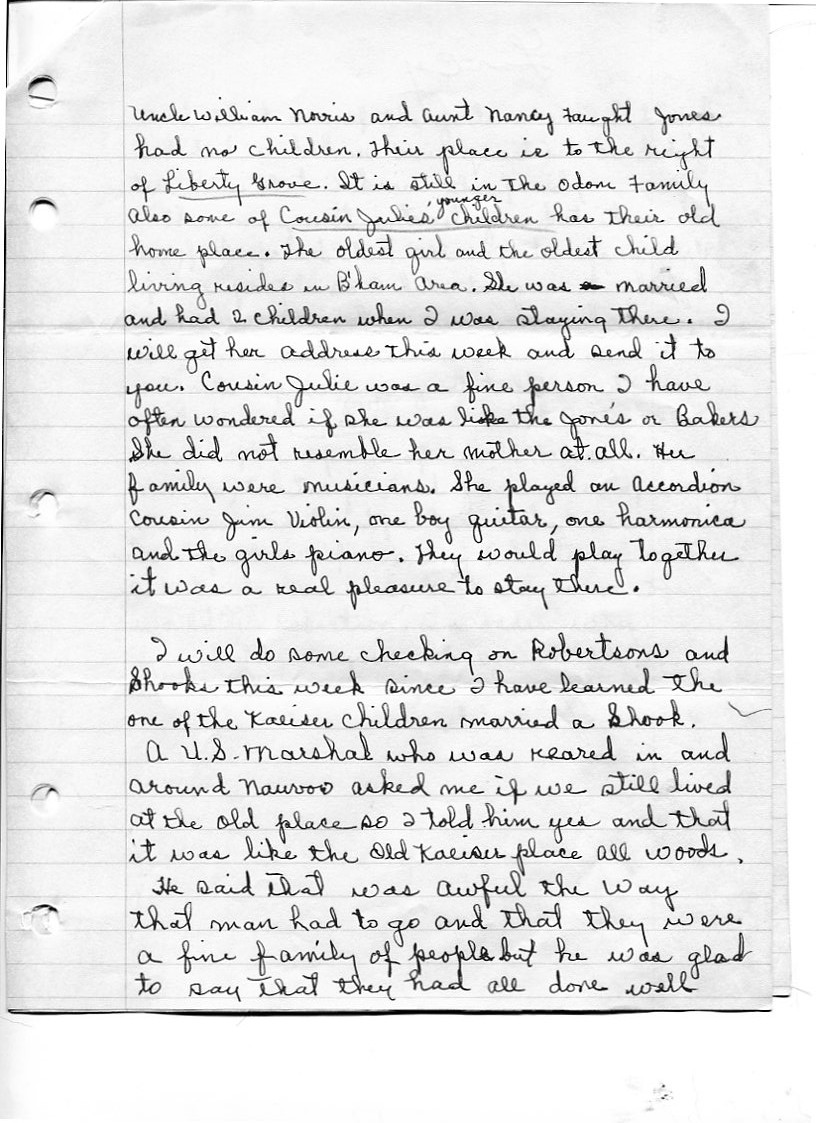 Uncle William Norris and Aunt Nancy Faught Jones
had no children. Their place is to the right
of Liberty Grove. It is still in the Odom Family
also some of Cousin Julies' younger children has their old
home place. The oldest girl and the oldest child
living resides in B'ham Area. She was married
and had 2 children when I was staying there. I
will get her address this week and send it to
you. Cousin Julie was a fine person I have
often wondered if she was like the Jone's or Bakers
She did not resemble her mother at all. Her
family were musicians. She played an accordion
Cousin Jim Violin, one boy guitar, one harmonica
and the girls piano. They would play together
it was a real pleasure to stay there.
I will do some checking on Robertsons and
Shooks this week since I have learned the
one of the Kaeiser children married a Shook.
A U.S. Marshal who was reared in and
around Nauvoo asked me if we still lived
at the old place so I told him yes and that
it was like the Old Kaeiser place all woods.
He said that was awful the way
that man had to go and that they were
a fine family of people but he was glad
to say that they had all done well